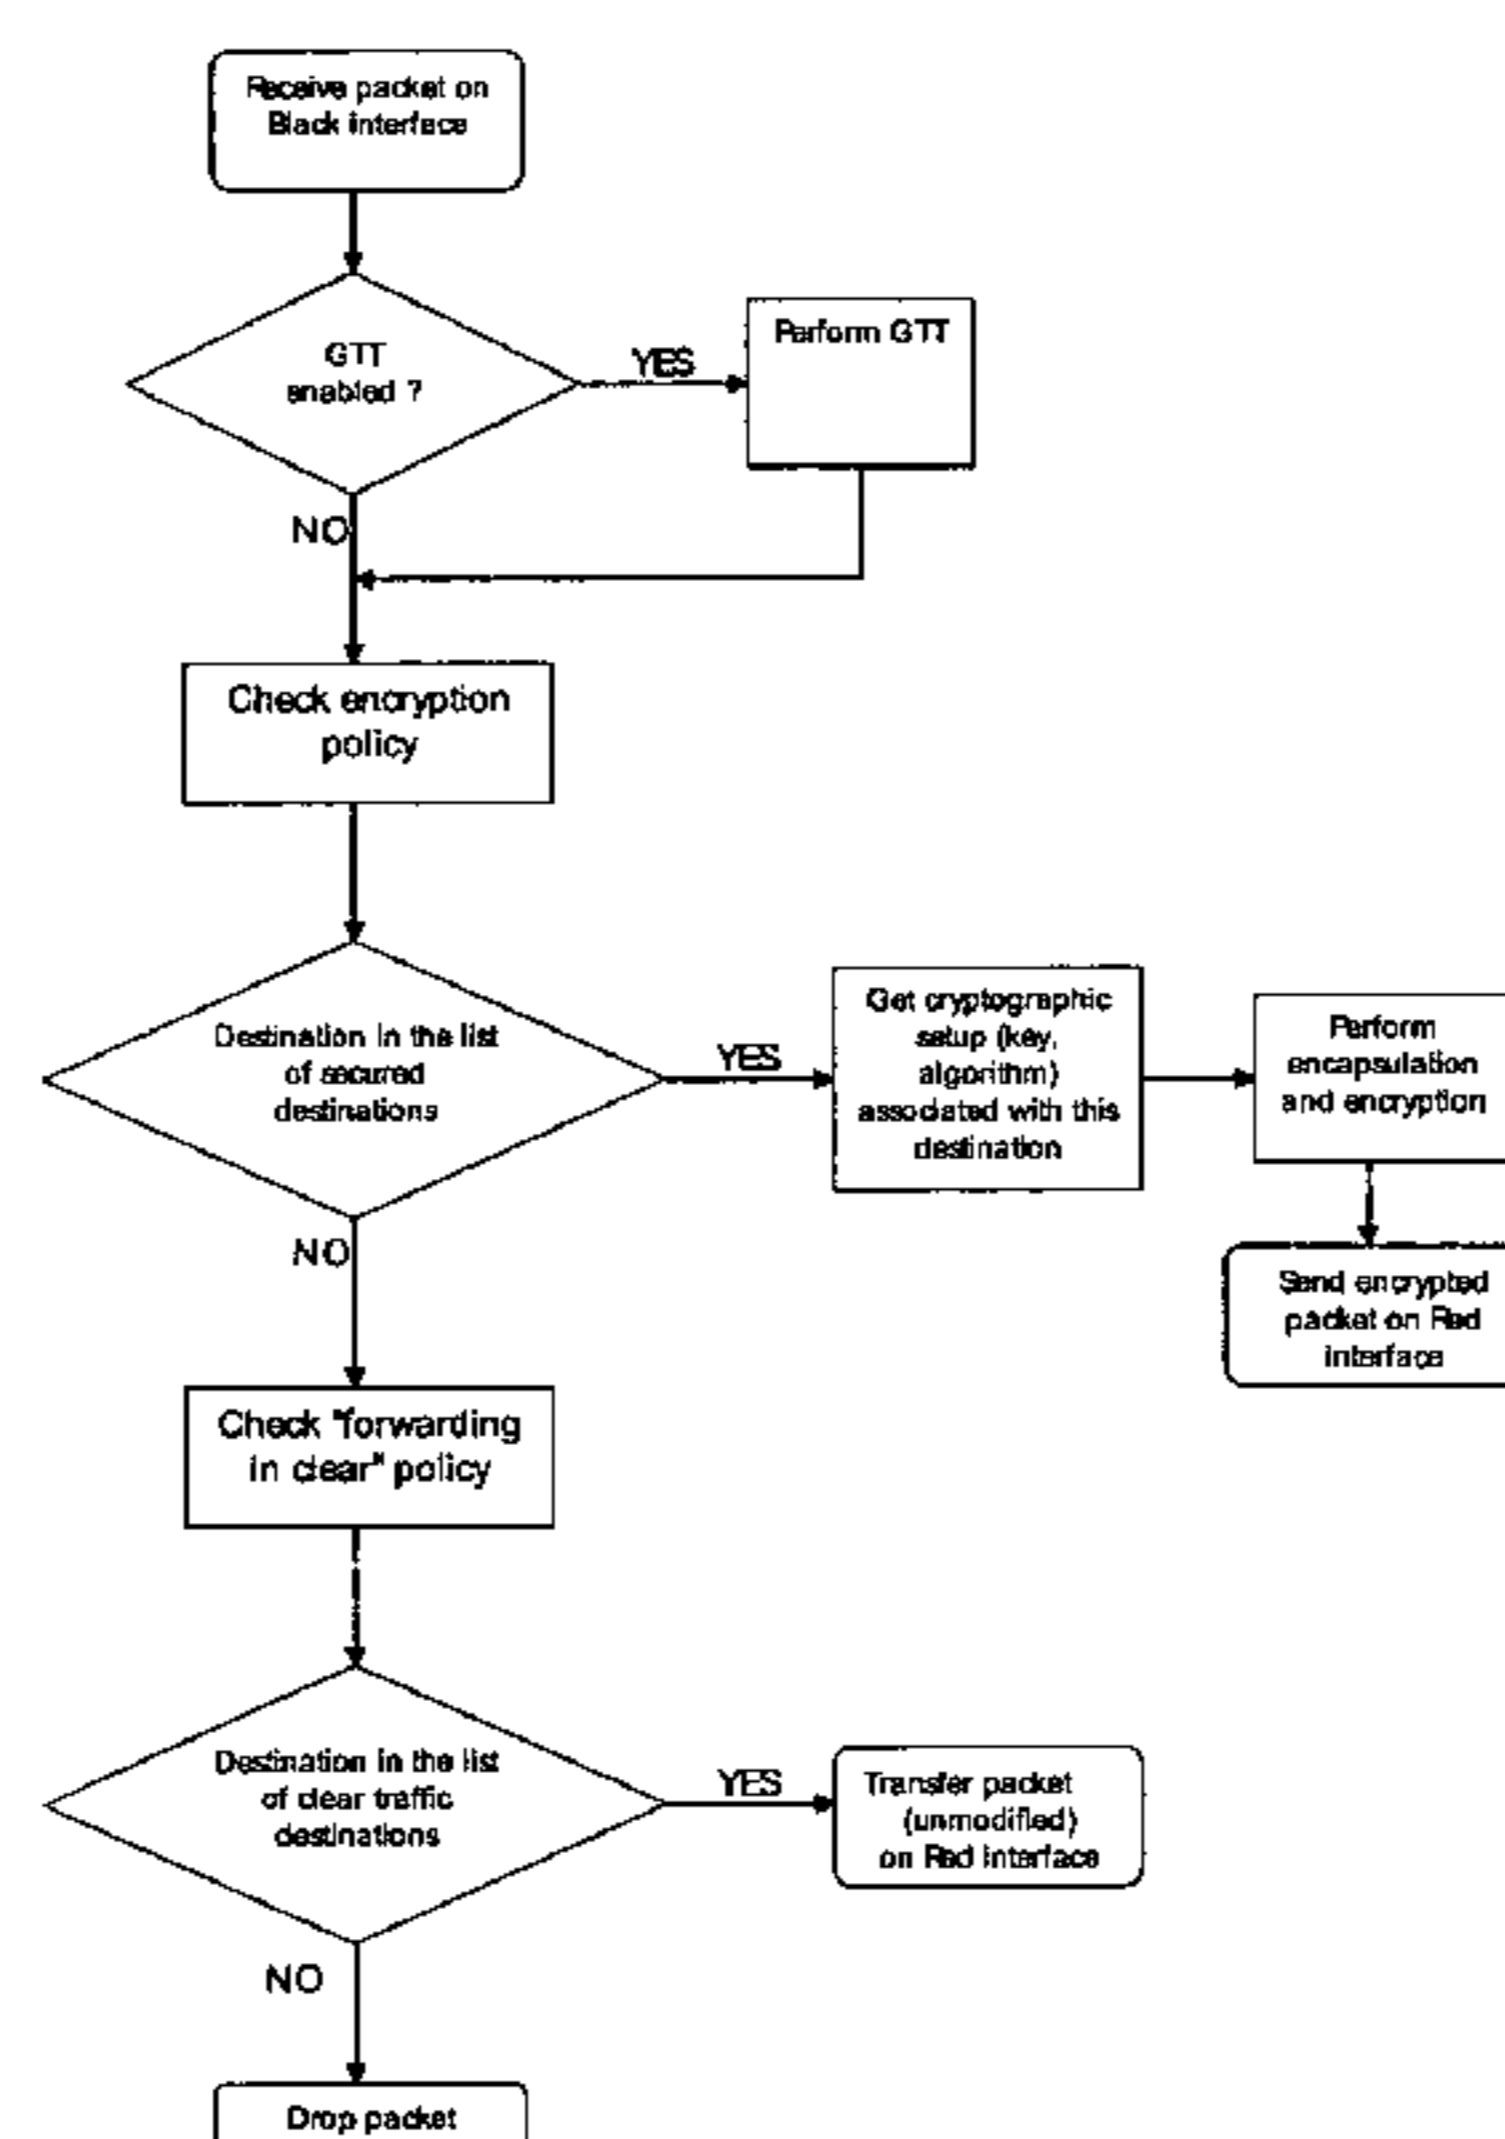 Receive packet on
Black interface
GTT
enabled ?
YES
Perform GTT
NO
Check encryption
policy
Destination in the list
of secured
destinations
YES
Get cryptographic
setup (key,
algorithm)
associated with this
destination
Perform
encapsulation
and encryption
Send encrypted
packet on Red
interface
NO
Check "forwarding
in clear" policy
Destination in the list
of clear traffic
destinations
YES
Transfer packet
(unmodified)
on Red interface
NO
Drop packet